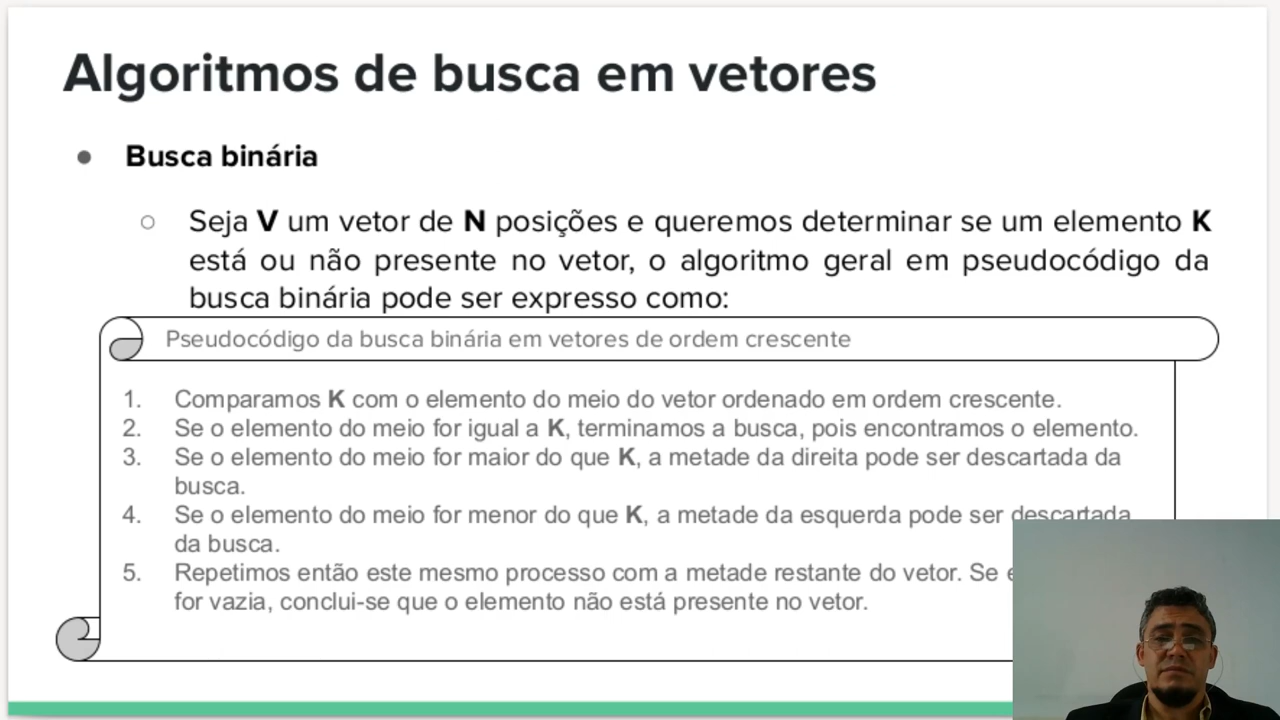 Algoritmos de busca em vetores
● Busca binária
○ Seja V um vetor de N posições e queremos determinar se um elemento K
está ou não presente no vetor, o algoritmo geral em pseudocódigo da
busca binária pode ser expresso como:
Pseudocódigo da busca binária em vetores de ordem crescente
1. Comparamos K com o elemento do meio do vetor ordenado em ordem crescente.
2. Se o elemento do meio for igual a K, terminamos a busca, pois encontramos o elemento.
3. Se o elemento do meio for maior do que K, a metade da direita pode ser descartada da
busca.
4. Se o elemento do meio for menor do que K, a metade da esquerda pode ser descartada
da busca.
5. Repetimos então este mesmo processo com a metade restante do vetor. Se
for vazia, conclui-se que o elemento não está presente no vetor.